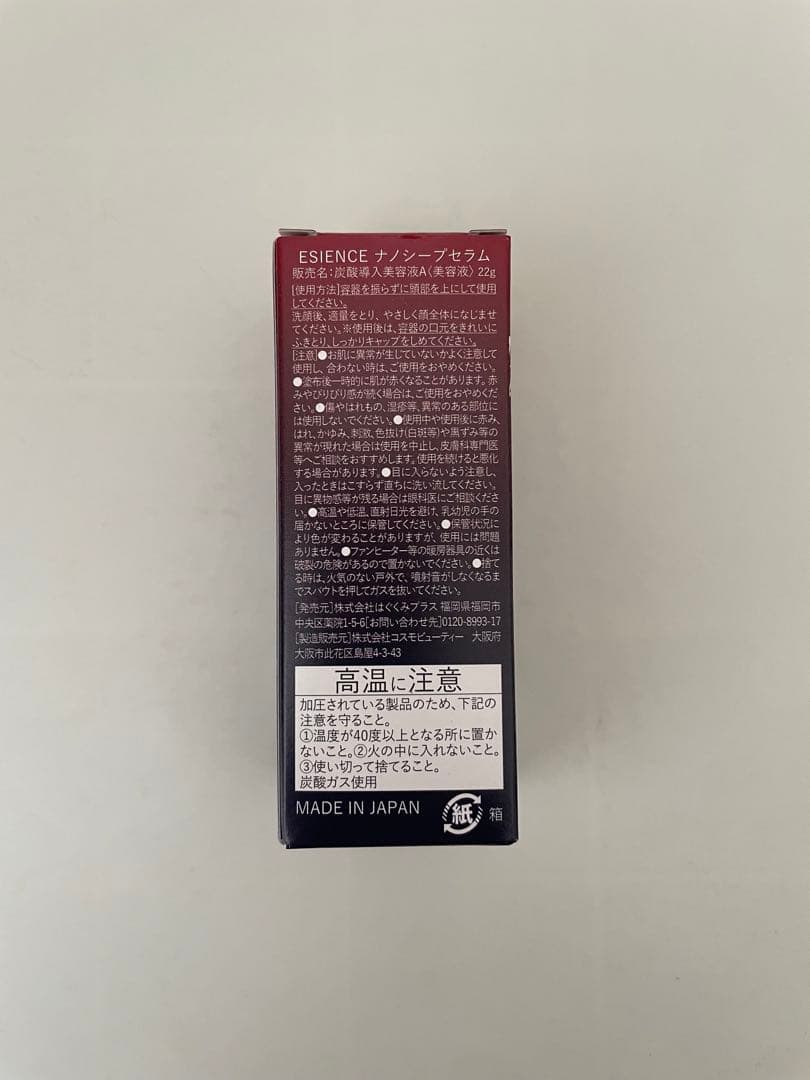 ESIENCE ナノシープセラム
販売名：炭酸導入美容液A〈美容液〉22g
[使用方法]容器を振らずに頭部を上にして使用
してください。
洗顔後、適量をとり、やさしく顔全体になじませ
てください。※使用後は、容器の口元をきれいに
ふきとり、しっかりキャップをしめてください。
[注意]●お肌に異常が生じていないかよく注意して
使用し、合わない時は、ご使用をおやめください。
●塗布後一時的に肌が赤くなることがあります。赤
みやぴりぴり感が続く場合は、ご使用をおやめくだ
さい。●傷やはれもの、湿疹等、異常のある部位に
は使用しないでください。●使用中や使用後に赤み、
はれ、かゆみ、刺激、色抜け(白斑等)や黒ずみ等の
異常が現れた場合は使用を中止し、皮膚科専門医
等へご相談をおすすめします。使用を続けると悪化
する場合があります。●目に入らないよう注意し、
入ったときはこすらず直ちに洗い流してください。
目に異物感等が残る場合は眼科医にご相談くださ
い。●高温や低温、直射日光を避け、乳幼児の手の
届かないところに保管してください。●保管状況に
より色が変わることがありますが、使用には問題
ありません。●ファンヒーター等の暖房器具の近くは
破裂の危険があるので置かないでください。●捨て
る時は、火気のない戸外で、噴射音がしなくなるま
でスパウトを押してガスを抜いてください。
[発売元]株式会社はぐくみプラス 福岡県福岡市
中央区薬院1-5-6[お問い合わせ先]0120-8993-17
[製造販売元]株式会社コスモビューティー 大阪府
大阪市此花区島屋4-3-43
高温に注意
加圧されている製品のため、下記の
注意を守ること。
①温度が40度以上となる所に置か
ないこと。②火の中に入れないこと。
③使い切って捨てること。
炭酸ガス使用
MADE IN JAPAN
紙 箱